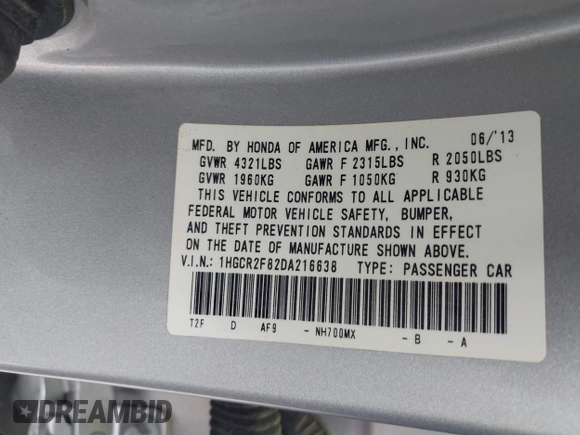 MFD. BY HONDA OF AMERICA MFG., INC. 06/'13
GVWR 4321LBS GAWR F 2315LBS R 2050LBS
GVWR 1960KG GAWR F 1050KG R 930KG
THIS VEHICLE CONFORMS TO ALL APPLICABLE
FEDERAL MOTOR VEHICLE SAFETY, BUMPER,
AND THEFT PREVENTION STANDARDS IN EFFECT
ON THE DATE OF MANUFACTURE SHOWN ABOVE.
V.I.N.: 1HGCR2F82DA216638 TYPE: PASSENGER CAR
T2F D AF9 - NH700MX - B - A
DREAMBID